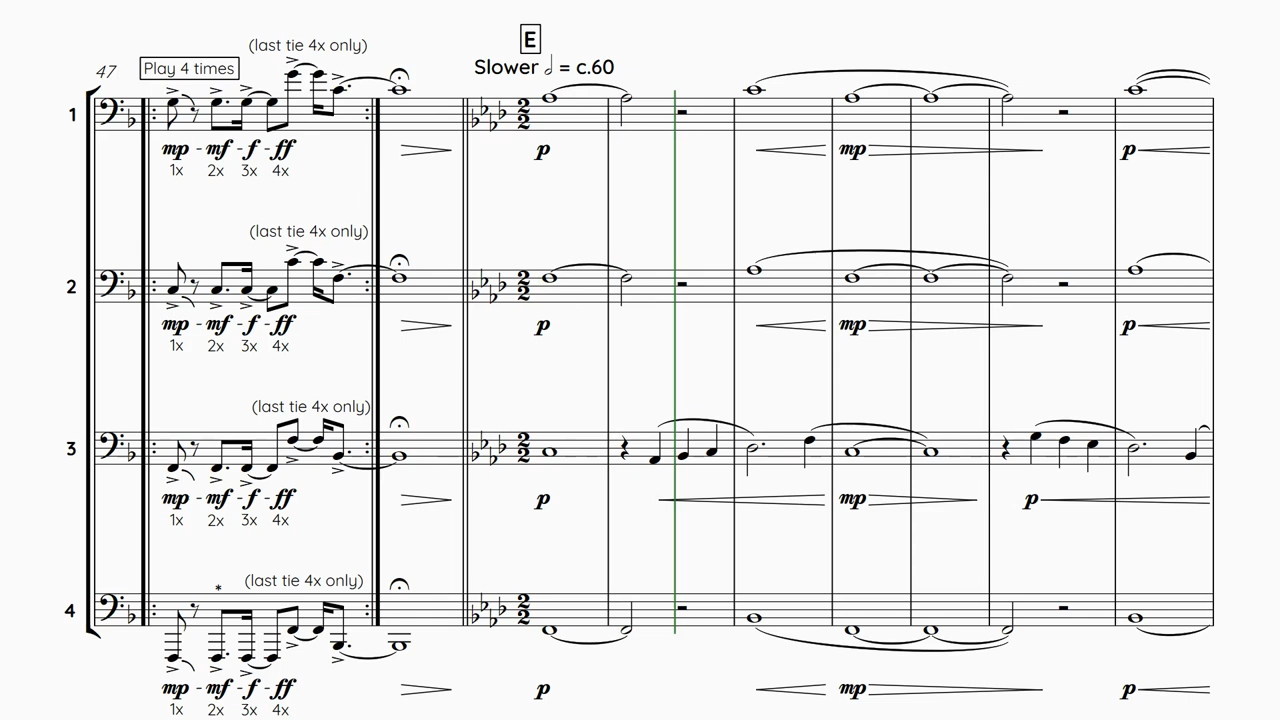 E
(last tie 4x only)
47 Play 4 times Slower 𝅗𝅥 = c.60
1
mp - mf - f - ff p mp p
1x 2x 3x 4x
(last tie 4x only)
2
mp - mf - f - ff p mp p
1x 2x 3x 4x
(last tie 4x only)
3
mp - mf - f - ff p mp p
1x 2x 3x 4x
* (last tie 4x only)
4
mp - mf - f - ff p mp p
1x 2x 3x 4x